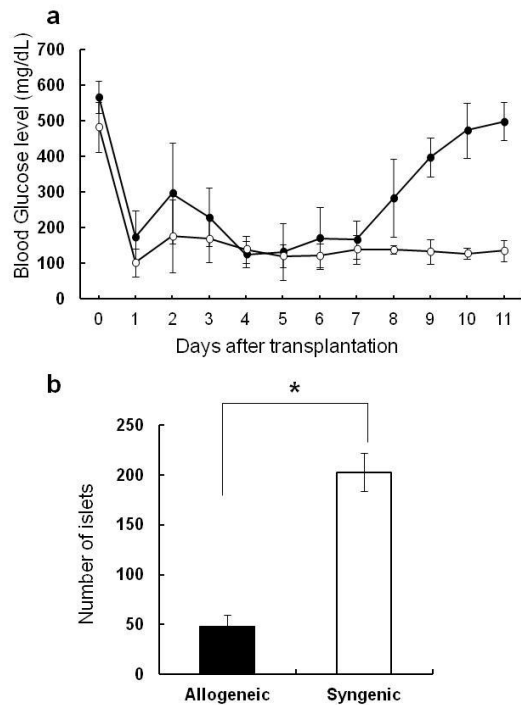 a
Blood Glucose level (mg/dL)
700
600
500
400
300
200
100
0
0 1 2 3 4 5 6 7 8 9 10 11
Days after transplantation
b
*
Number of islets
250
200
150
100
50
0
Allogeneic Syngenic